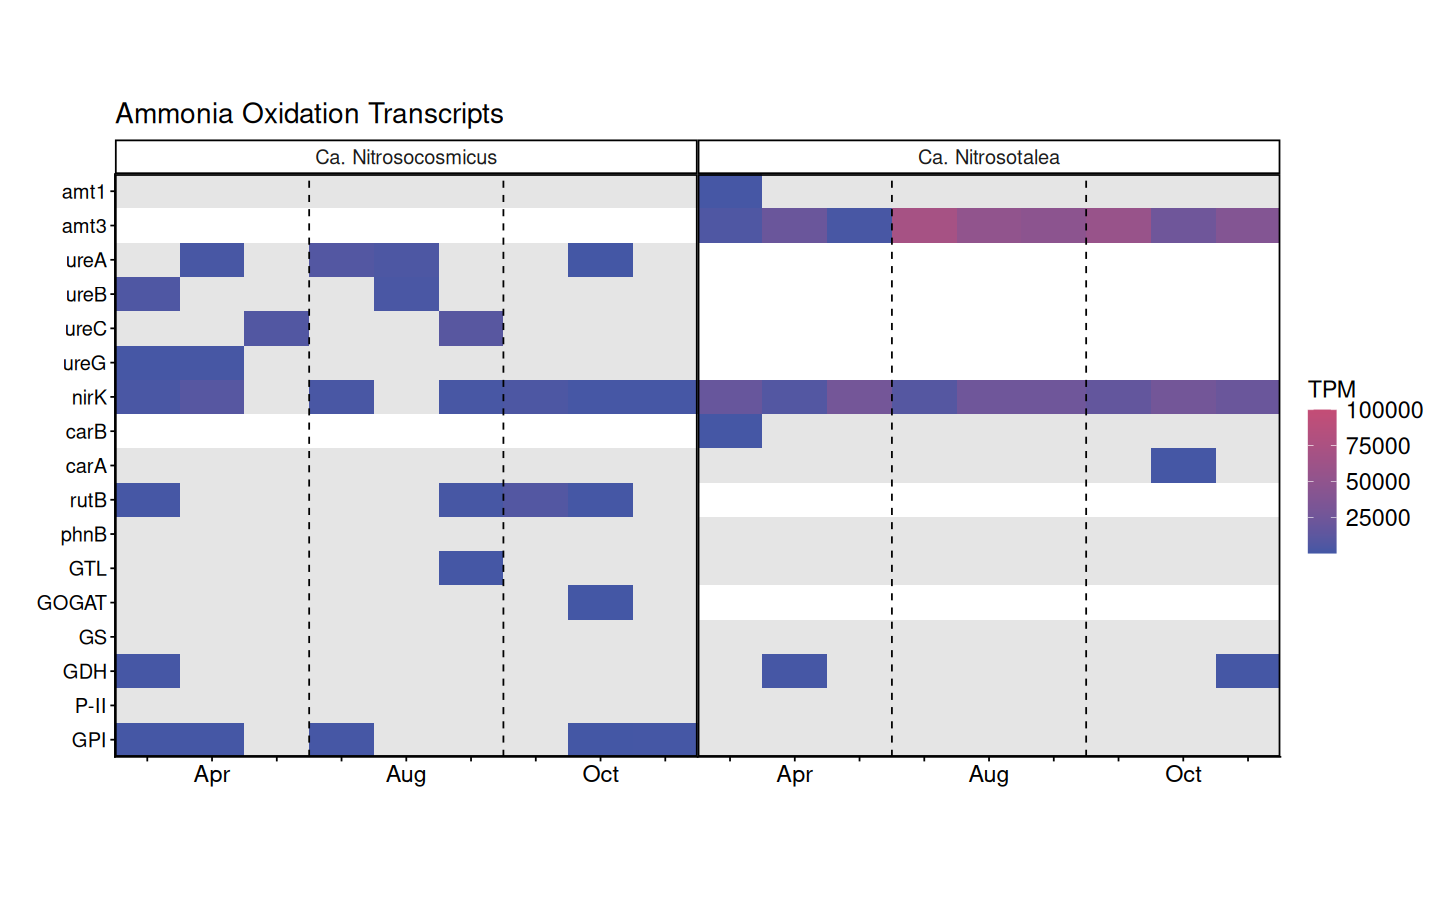 Ammonia Oxidation Transcripts
Ca. Nitrosocosmicus
Ca. Nitrosotalea
amt1
amt3
ureA
ureB
ureC
ureG
nirK
carB
carA
rutB
phnB
GTL
GOGAT
GS
GDH
P-II
GPI
Apr
Aug
Oct
Apr
Aug
Oct
TPM
100000
75000
50000
25000